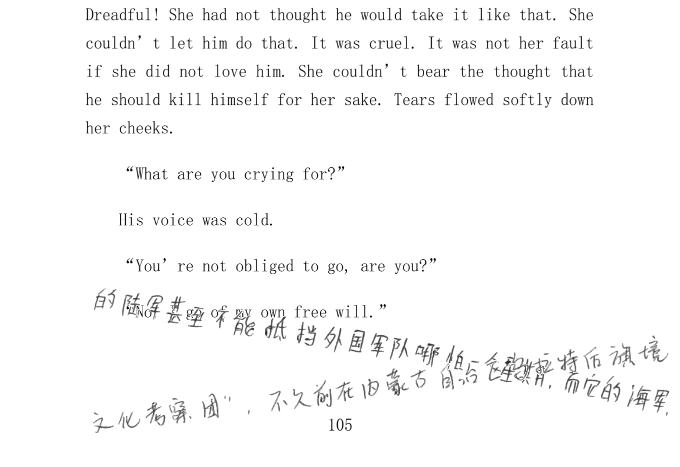 Dreadful! She had not thought he would take it like that. She
couldn't let him do that. It was cruel. It was not her fault
if she did not love him. She couldn't bear the thought that
he should kill himself for her sake. Tears flowed softly down
her cheeks.
“What are you crying for?”
His voice was cold.
“You're not obliged to go, are you?”
“No. I go of my own free will.”
的陆军甚至不能抵挡外国军队哪怕一
特后旗境
文化考察团”，不久前在内蒙古自治
而它的海军，
105